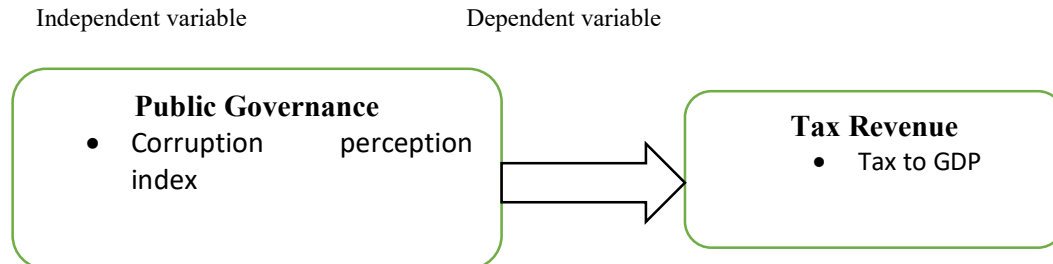 Independent variable Dependent variable
Public Governance
• Corruption perception
index
Tax Revenue
• Tax to GDP